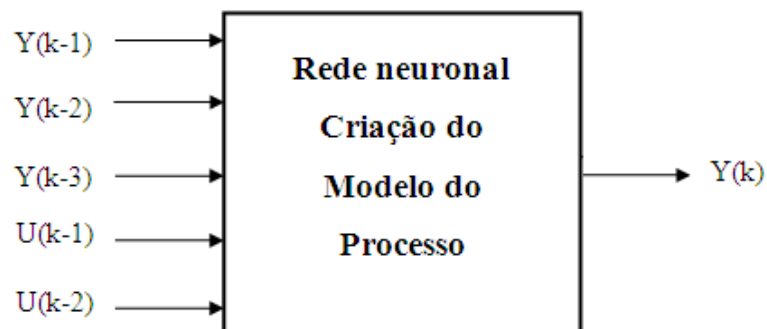 Y(k-1)
Y(k-2)
Y(k-3)
U(k-1)
U(k-2)
Rede neuronal
Criação do
Modelo do
Processo
Y(k)